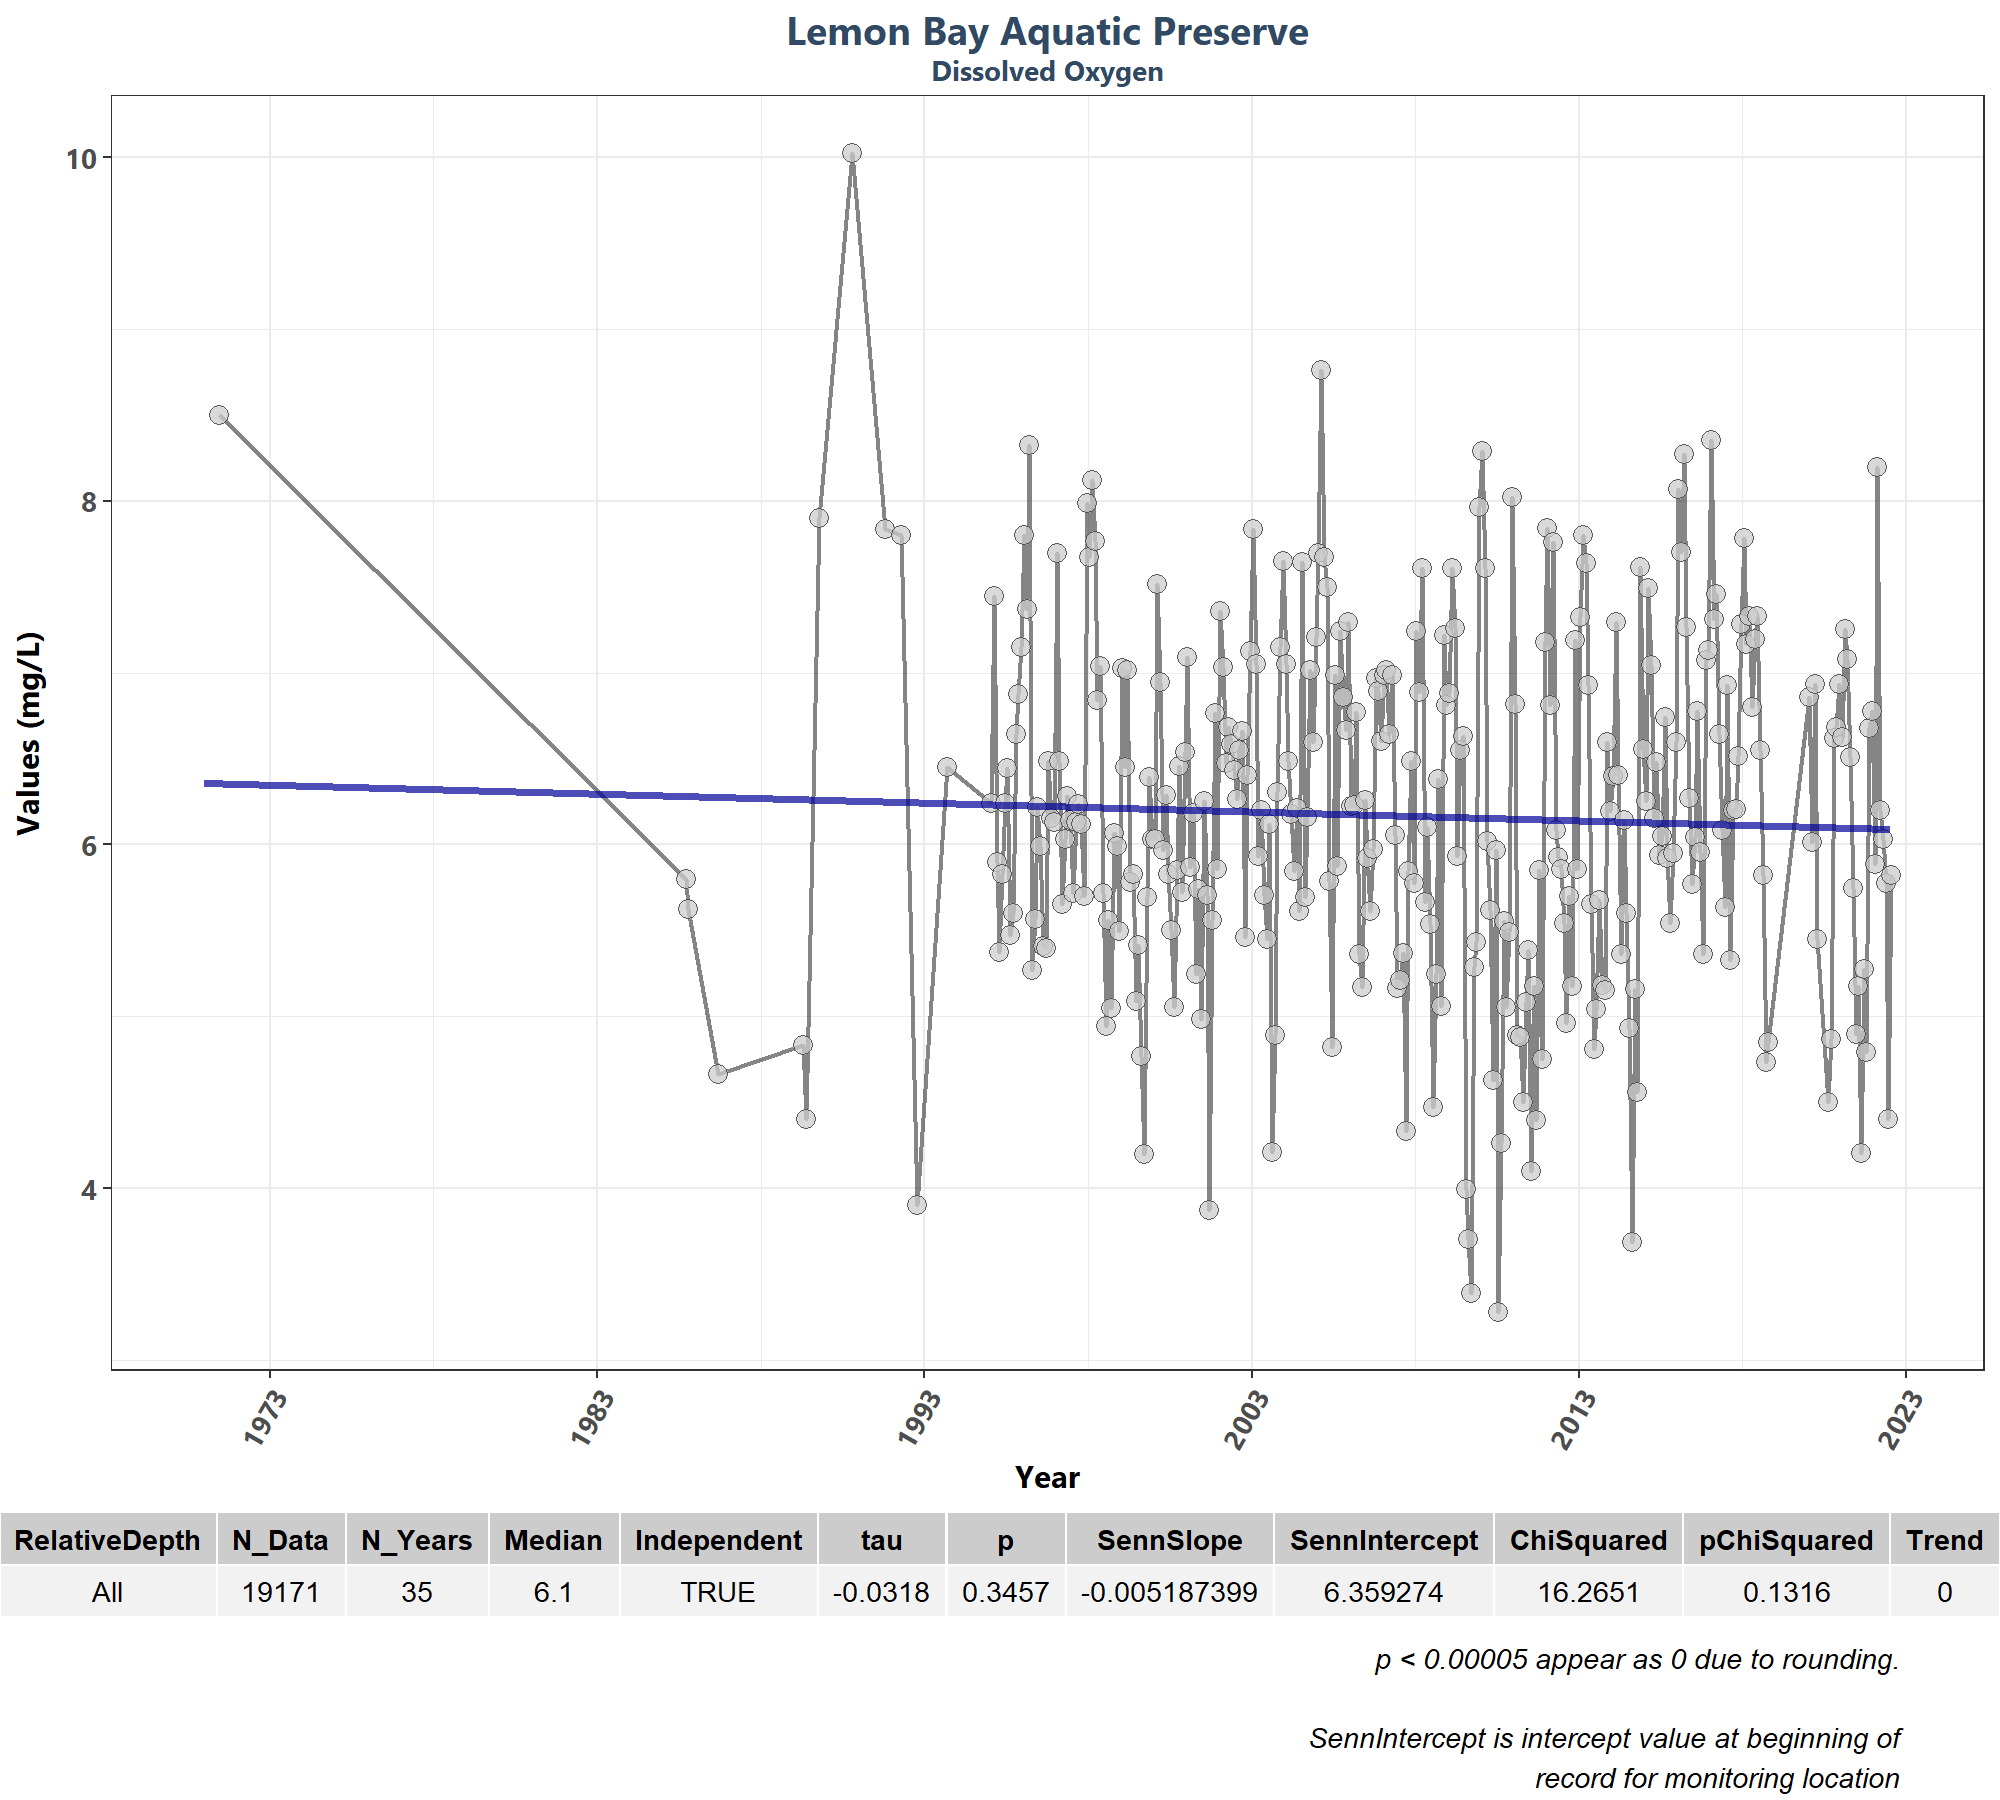 Lemon Bay Aquatic Preserve
Dissolved Oxygen
Values (mg/L)
10
8
6
4
1973 1983 1993 2003 2013 2023
Year
RelativeDepth N_Data N_Years Median Independent tau p SennSlope SennIntercept ChiSquared pChiSquared Trend
All 19171 35 6.1 TRUE -0.0318 0.3457 -0.005187399 6.359274 16.2651 0.1316 0
p < 0.00005 appear as 0 due to rounding.
SennIntercept is intercept value at beginning of
record for monitoring location